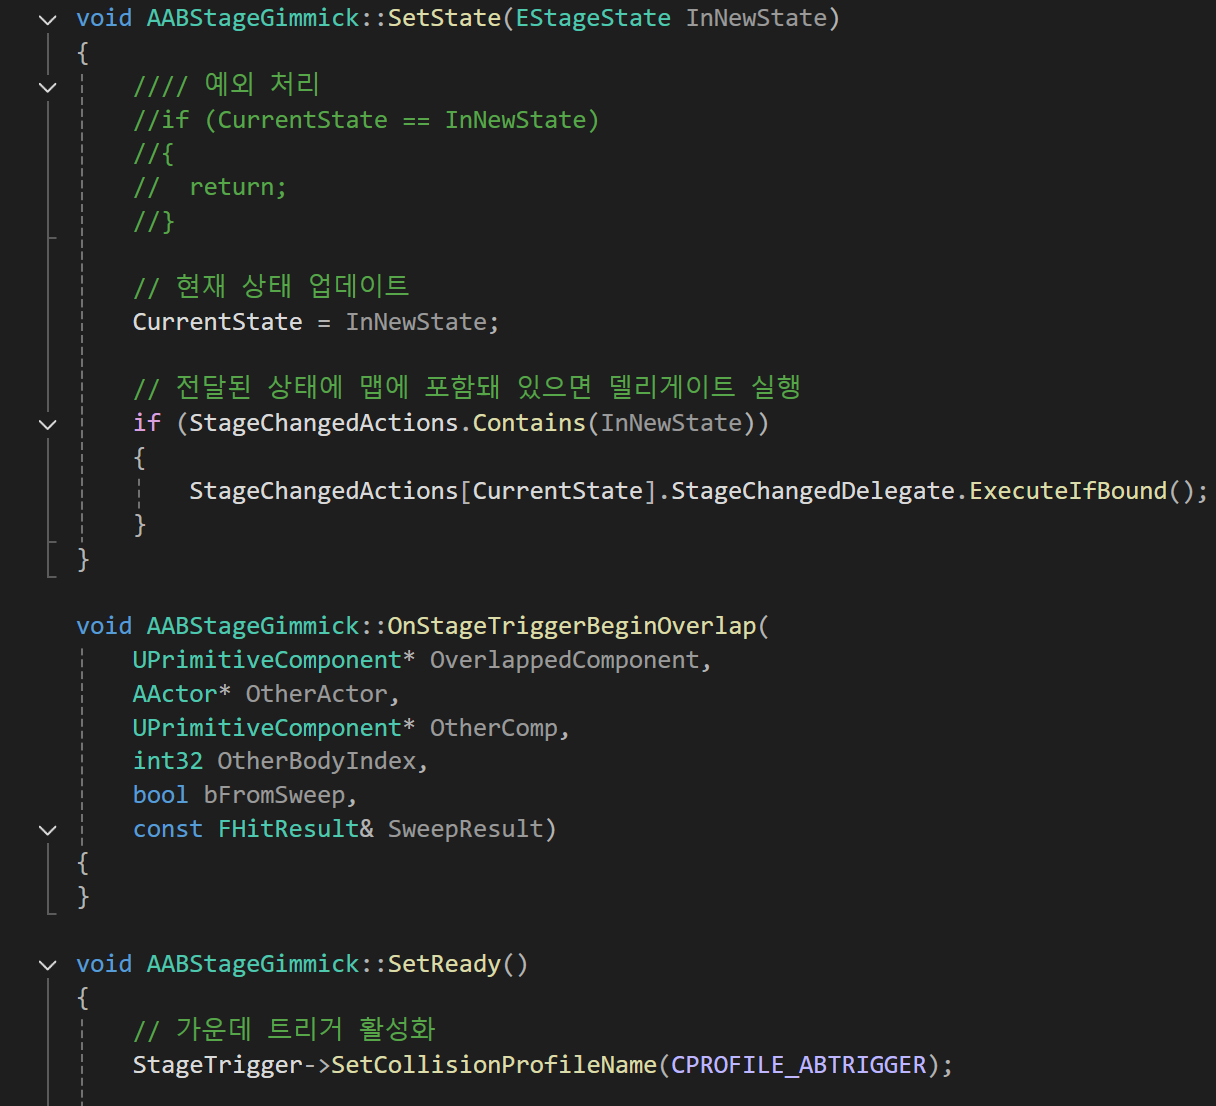 void AABStageGimmick::SetState(EStageState InNewState)
{
//// 예외 처리
//if (CurrentState == InNewState)
//{
//  return;
//}
// 현재 상태 업데이트
CurrentState = InNewState;
// 전달된 상태에 맵에 포함돼 있으면 델리게이트 실행
if (StageChangedActions.Contains(InNewState))
{
StageChangedActions[CurrentState].StageChangedDelegate.ExecuteIfBound();
}
}
void AABStageGimmick::OnStageTriggerBeginOverlap(
UPrimitiveComponent* OverlappedComponent,
AActor* OtherActor,
UPrimitiveComponent* OtherComp,
int32 OtherBodyIndex,
bool bFromSweep,
const FHitResult& SweepResult)
{
}
void AABStageGimmick::SetReady()
{
// 가운데 트리거 활성화
StageTrigger->SetCollisionProfileName(CPROFILE_ABTRIGGER);